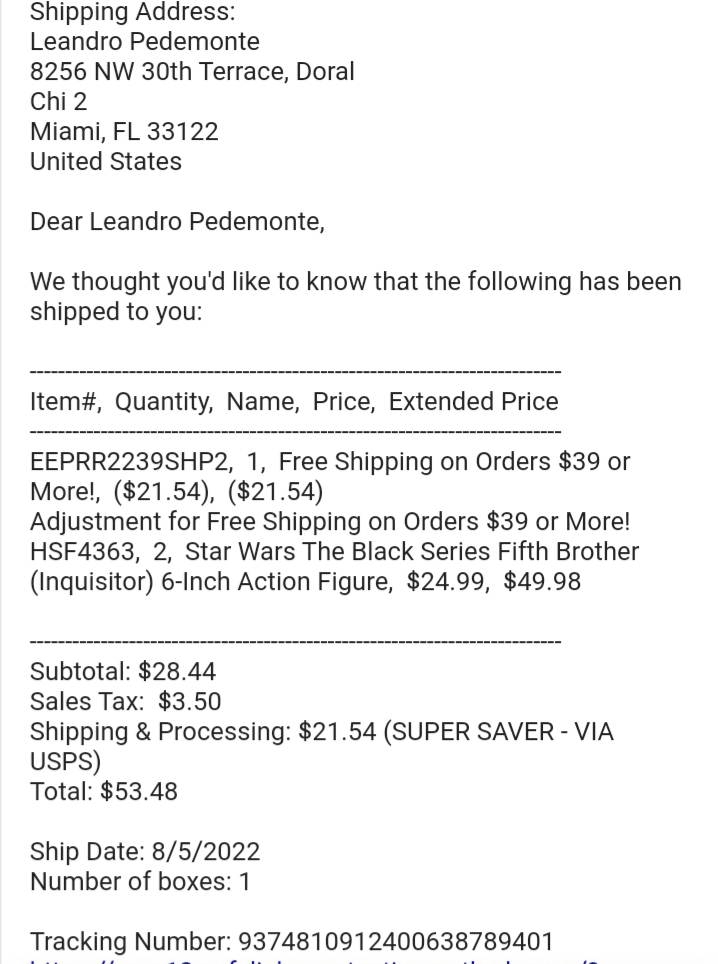 Shipping Address:
Leandro Pedemonte
8256 NW 30th Terrace, Doral
Chi 2
Miami, FL 33122
United States
Dear Leandro Pedemonte,
We thought you'd like to know that the following has been
shipped to you:
----------------------------------------------------------------------------
Item#,  Quantity,  Name,  Price,  Extended Price
----------------------------------------------------------------------------
EEPRR2239SHP2,  1,  Free Shipping on Orders $39 or
More!,  ($21.54),  ($21.54)
Adjustment for Free Shipping on Orders $39 or More!
HSF4363,  2,  Star Wars The Black Series Fifth Brother
(Inquisitor) 6-Inch Action Figure,  $24.99,  $49.98
----------------------------------------------------------------------------
Subtotal: $28.44
Sales Tax:  $3.50
Shipping & Processing: $21.54 (SUPER SAVER - VIA
USPS)
Total: $53.48
Ship Date: 8/5/2022
Number of boxes: 1
Tracking Number: 9374810912400638789401